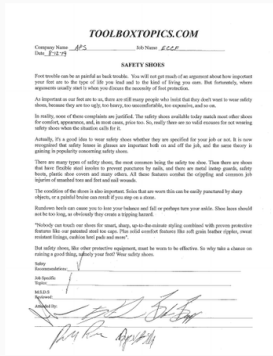 TOOLBOXTOPICS.COM
Company Name APS Job Name ECCF
Date 8-12-19
SAFETY SHOES
Foot trouble can be as painful as back trouble. You will not get much of an argument about how important
your feet are to the type of life you lead and to the kind of living you earn. But fortunately, where
arguments usually start is when you discuss the necessity of foot protection.
As important as our feet are to us, there are still many people who insist that they don't want to wear safety
shoes, because they are too ugly, too heavy, too uncomfortable, too expensive, and so on.
In reality, none of these complaints are justified. The safety shoes available today match most other shoes
for comfort, appearance, and, in most cases, price too. So, really there are no valid reasons for not wearing
safety shoes when the situation calls for it.
Actually, it's a good idea to wear safety shoes whether they are specified for your job or not. It is now
recognized that safety frames in glasses are important both on and off the job, and the same theory is
gaining in popularity concerning safety shoes.
There are many types of safety shoes, the most common being the safety toe shoe. Then there are shoes
that have flexible steel insoles to prevent punctures by nails, and there are metal instep guards, safety
boots, plastic shoe covers and many others. All these features combat the crippling and common job
injuries of smashed toes and feet and nail wounds.
The condition of the shoes is also important. Soles that are worn thin can be easily punctured by sharp
objects, or a painful bruise can result if you step on a stone.
Rundown heels can cause you to lose your balance and fall or perhaps turn your ankle. Shoe laces should
not be too long, as obviously they create a tripping hazard.
"Nobody can touch our shoes for smart, sharp, up-to-the-minute styling combined with proven protective
features like our patented steel toe caps. Plus solid comfort features like soft grain leather uppers, sweat
resistant linings, cushion heel pads and more".
But safety shoes, like other protective equipment, must be worn to be effective. So why take a chance on
ruining a good thing, namely your feet? Wear safety shoes.
Safety
Recommendations:
Job Specific
Topics:
M.S.D.S
Reviewed:
Attended By: